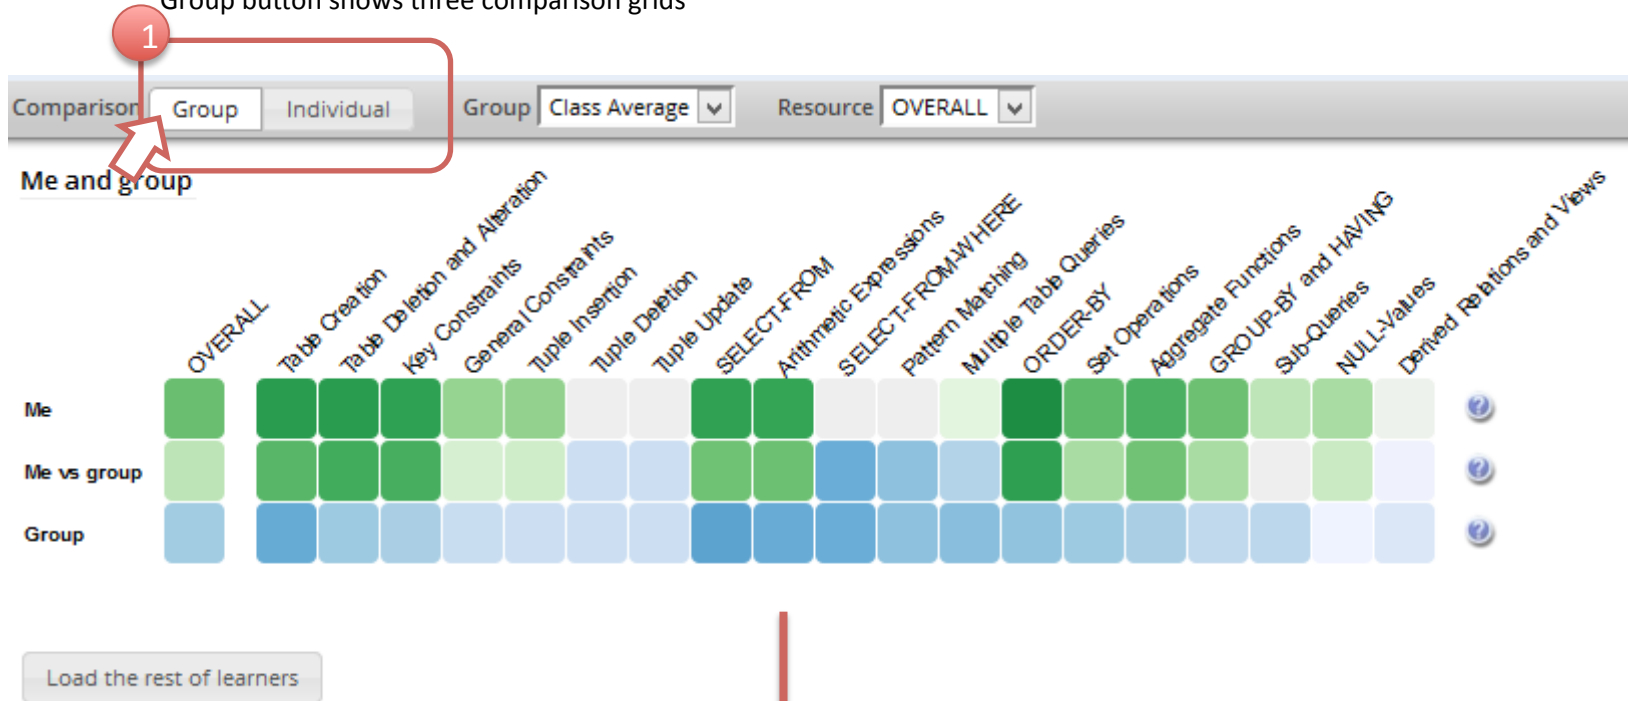 Group button shows three comparison grids
1
Comparison Group Individual Group Class Average Resource OVERALL
Me and group
OVERALL
Table Creation
Table Deletion and Alteration
Key Constraints
General Constraints
Tuple Insertion
Tuple Deletion
Tuple Update
SELECT-FROM
Arithmetic Expressions
SELECT-FROM-WHERE
Pattern Matching
Multiple Table Queries
ORDER-BY
Set Operations
Aggregate Functions
GROUP-BY and HAVING
Sub-Queries
NULL-Values
Derived Relations and Views
Me ?
Me vs group ?
Group ?
Load the rest of learners